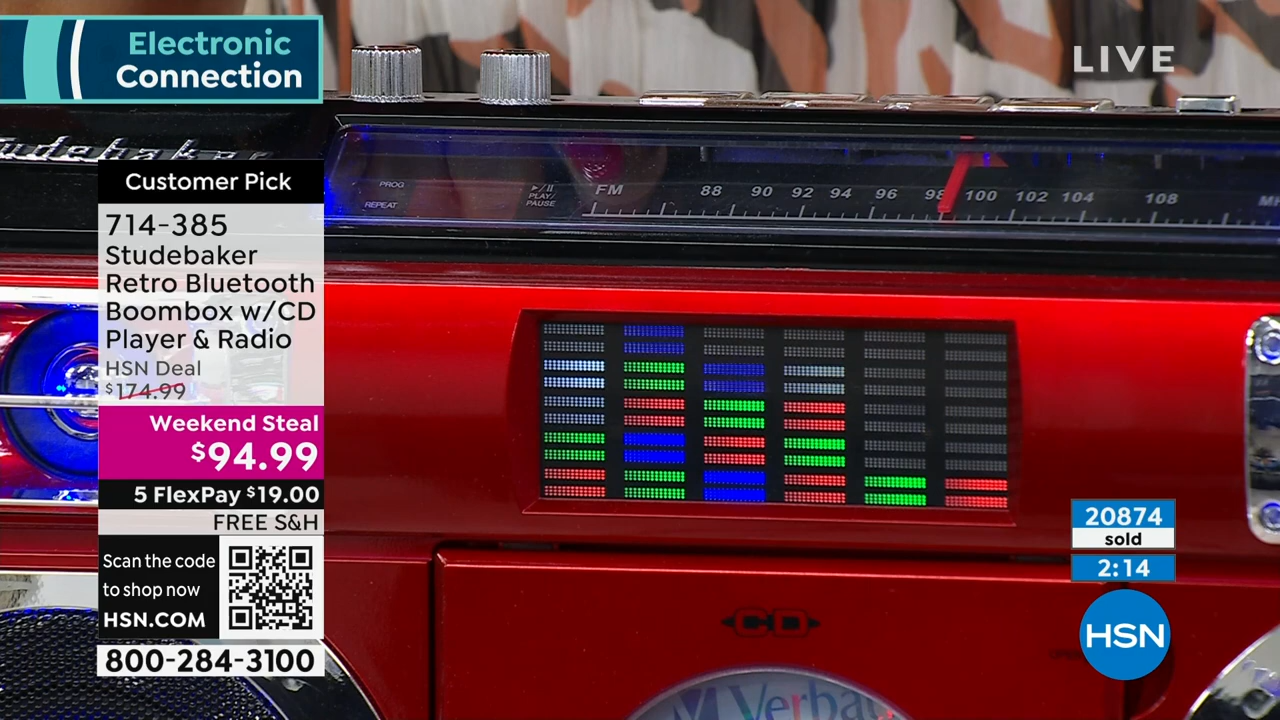 Electronic
Connection
LIVE
Studebaker
PROG
REPEAT
►/II
PLAY/
PAUSE
FM 88 90 92 94 96 98 100 102 104 108
Customer Pick
714-385
Studebaker
Retro Bluetooth
Boombox w/CD
Player & Radio
HSN Deal
$174.99
Weekend Steal
$94.99
5 FlexPay $19.00
FREE S&H
Scan the code
to shop now
HSN.COM
800-284-3100
20874
sold
2:14
HSN
CD